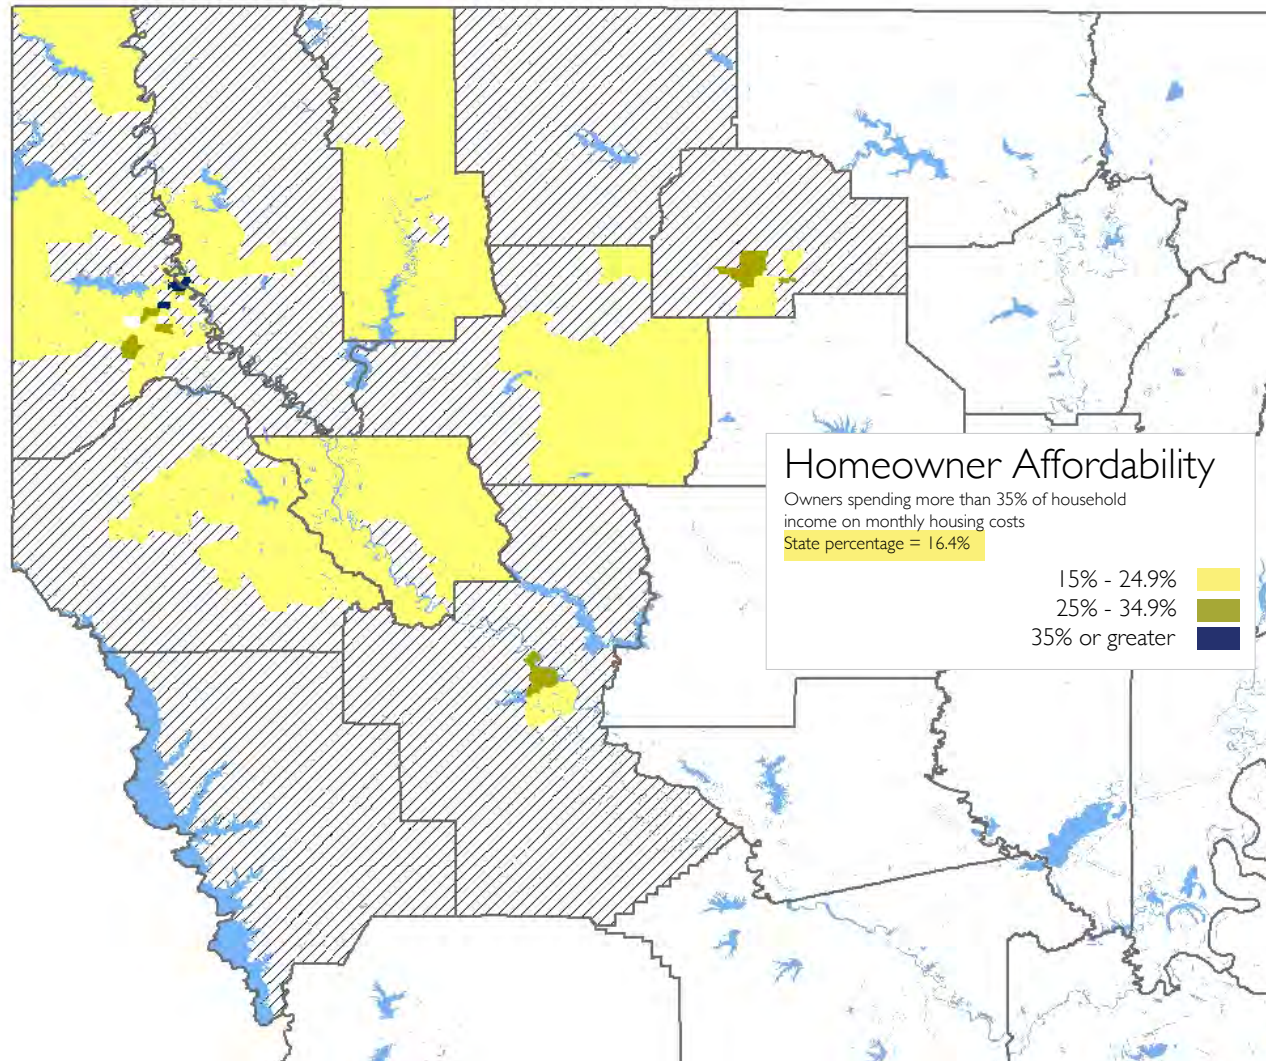 Homeowner Affordability
Owners spending more than 35% of household
income on monthly housing costs
State percentage = 16.4%
15% - 24.9%
25% - 34.9%
35% or greater